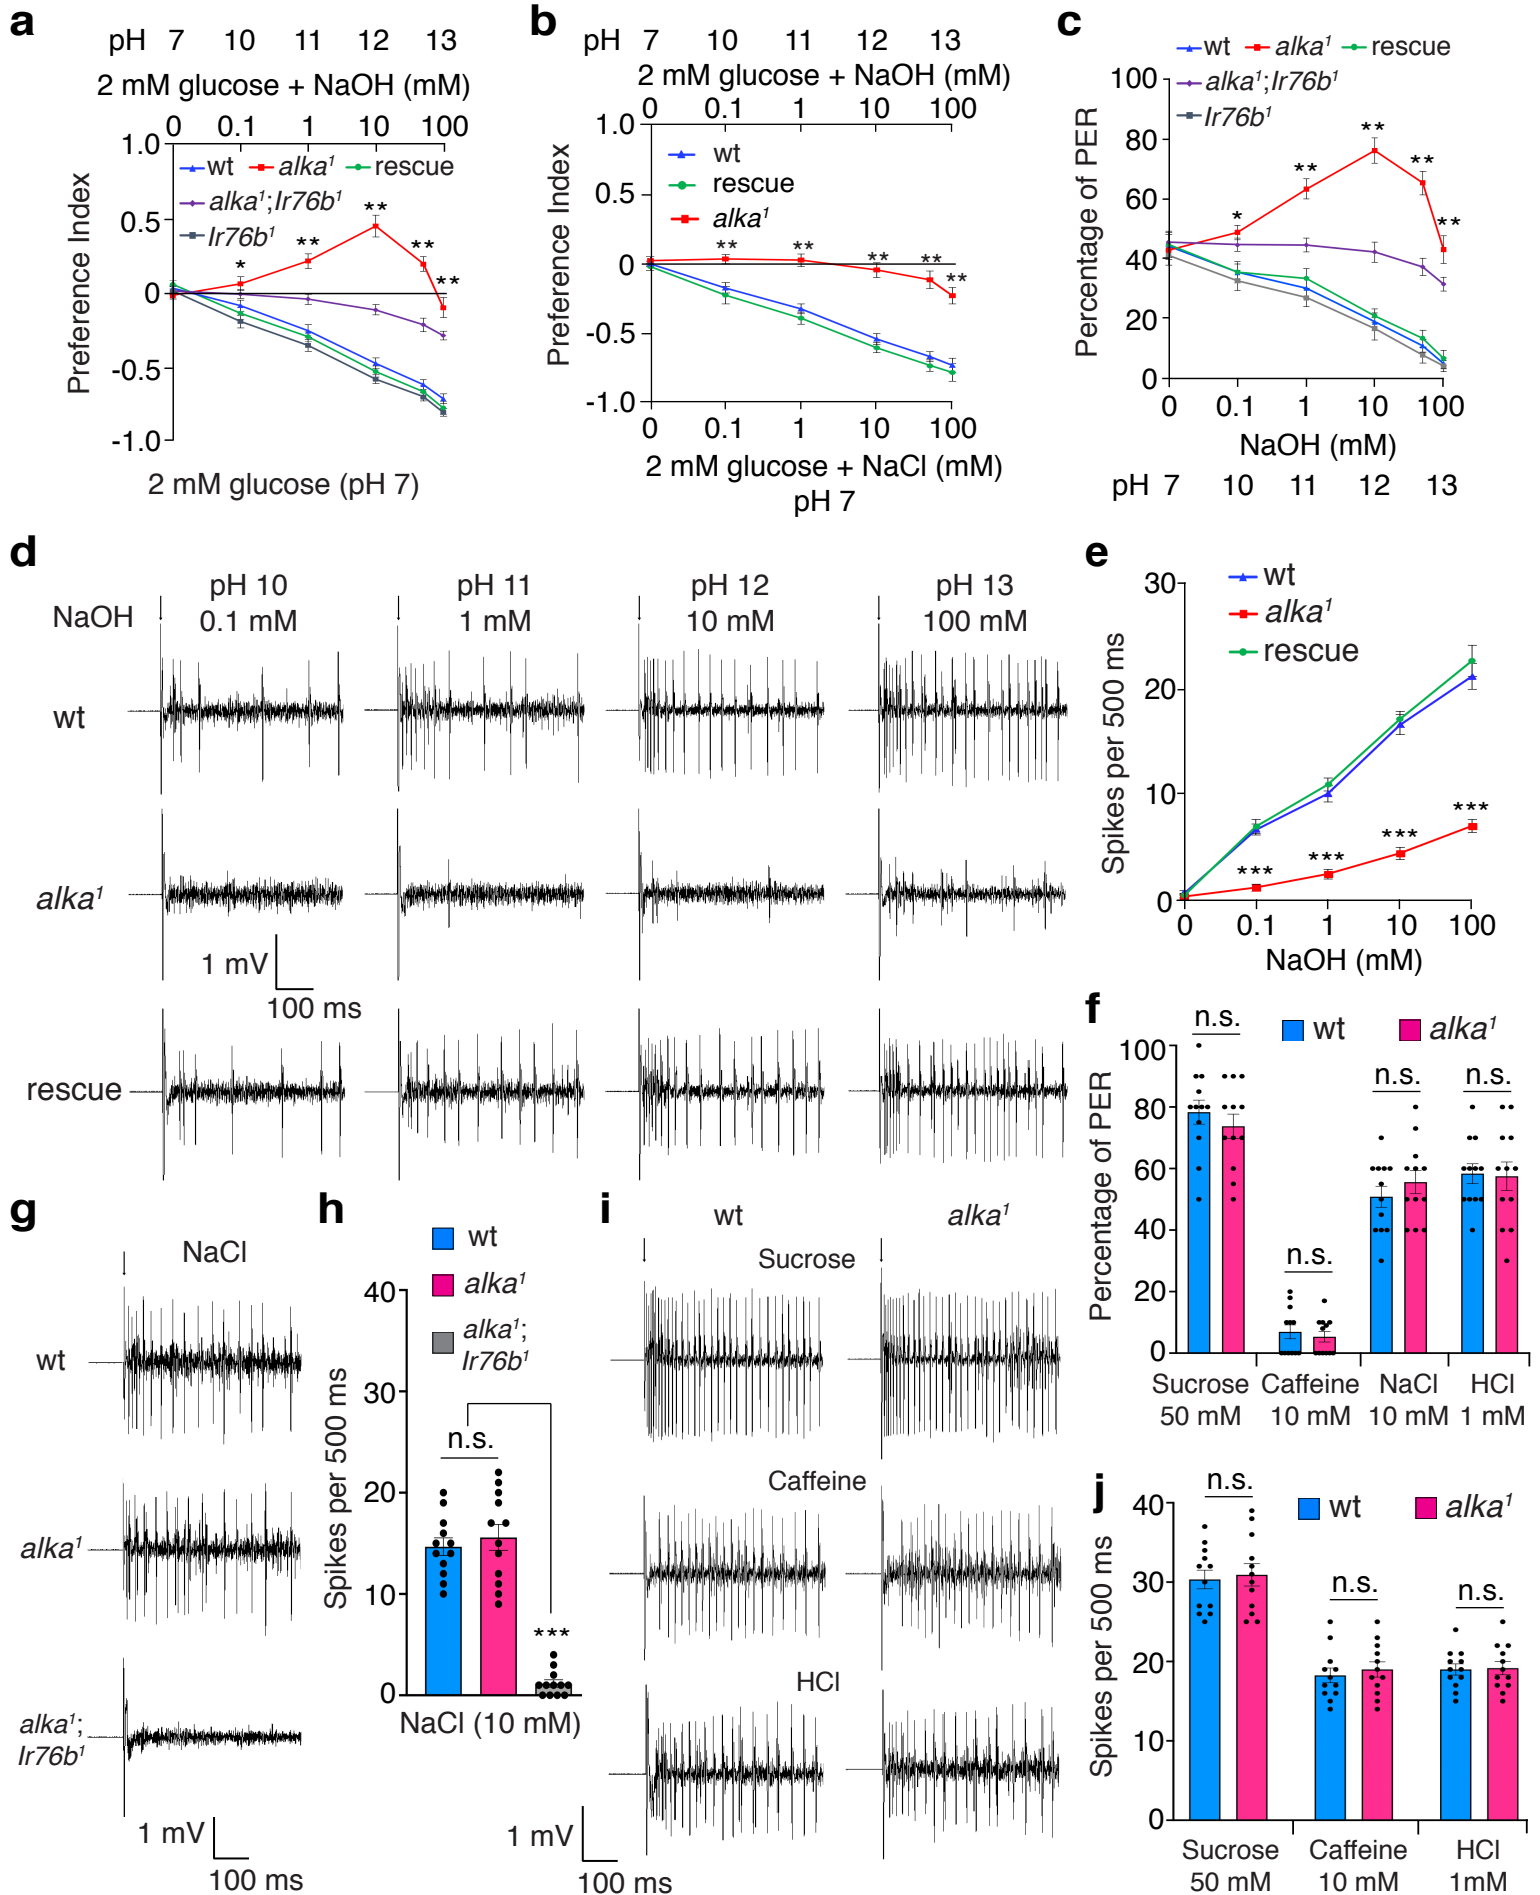 a
pH 7 10 11 12 13
2 mM glucose + NaOH (mM)
0 0.1 1 10 100
1.0
0.5
0
-0.5
-1.0
Preference Index
wt alka¹ rescue
alka¹;Ir76b¹
Ir76b¹
* ** ** ** **
2 mM glucose (pH 7)
b
pH 7 10 11 12 13
2 mM glucose + NaOH (mM)
0 0.1 1 10 100
1.0
0.5
0
-0.5
-1.0
Preference Index
wt
rescue
alka¹
** ** ** ** **
0 0.1 1 10 100
2 mM glucose + NaCl (mM)
pH 7
c
wt alka¹ rescue
alka¹;Ir76b¹
Ir76b¹
100
80
60
40
20
0
Percentage of PER
* ** ** ** **
0 0.1 1 10 100
NaOH (mM)
pH 7 10 11 12 13
d
pH 10 pH 11 pH 12 pH 13
NaOH 0.1 mM 1 mM 10 mM 100 mM
wt
alka¹
1 mV
100 ms
rescue
e
30
20
10
0
Spikes per 500 ms
wt
alka¹
rescue
*** *** *** ***
0 0.1 1 10 100
NaOH (mM)
f
wt alka¹
n.s. n.s. n.s. n.s.
100
80
60
40
20
0
Percentage of PER
Sucrose Caffeine NaCl HCl
50 mM 10 mM 10 mM 1 mM
g
NaCl
wt
alka¹
alka¹;
Ir76b¹
1 mV
100 ms
h
wt
alka¹
alka¹;
Ir76b¹
40
30
20
10
0
Spikes per 500 ms
n.s.
***
NaCl (10 mM)
i
wt alka¹
Sucrose
Caffeine
HCl
1 mV
100 ms
j
wt alka¹
n.s. n.s. n.s.
40
30
20
10
0
Spikes per 500 ms
Sucrose Caffeine HCl
50 mM 10 mM 1mM